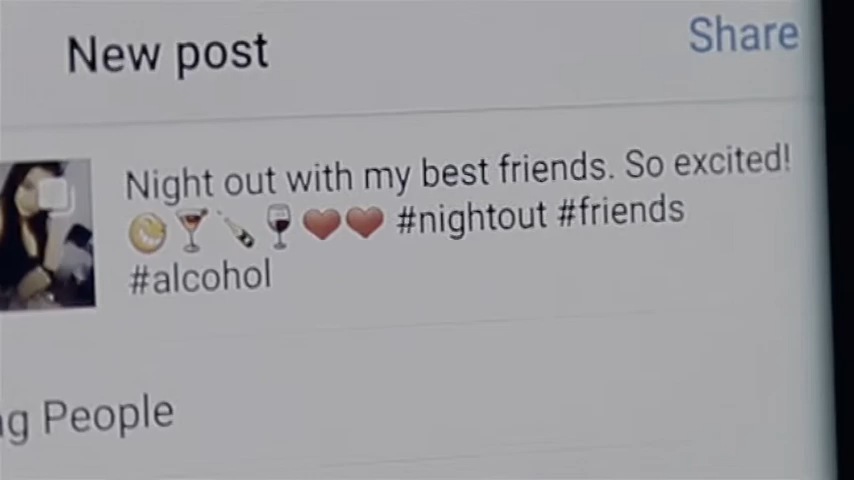 New post
Share
Night out with my best friends. So excited!
😆🍸🍾🍷❤️❤️ #nightout #friends
#alcohol
g People